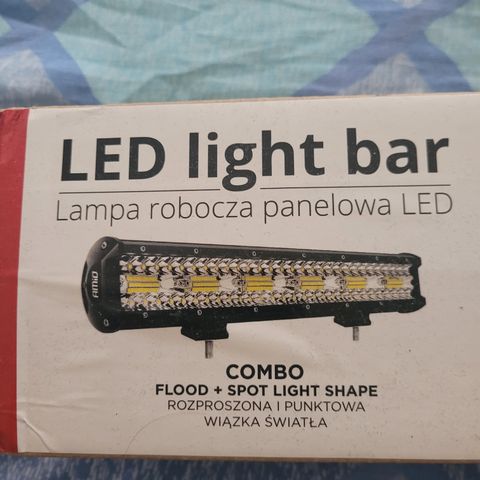 LED light bar
Lampa robocza panelowa LED
AMiO
COMBO
FLOOD + SPOT LIGHT SHAPE
ROZPROSZONA I PUNKTOWA
WIĄZKA ŚWIATŁA